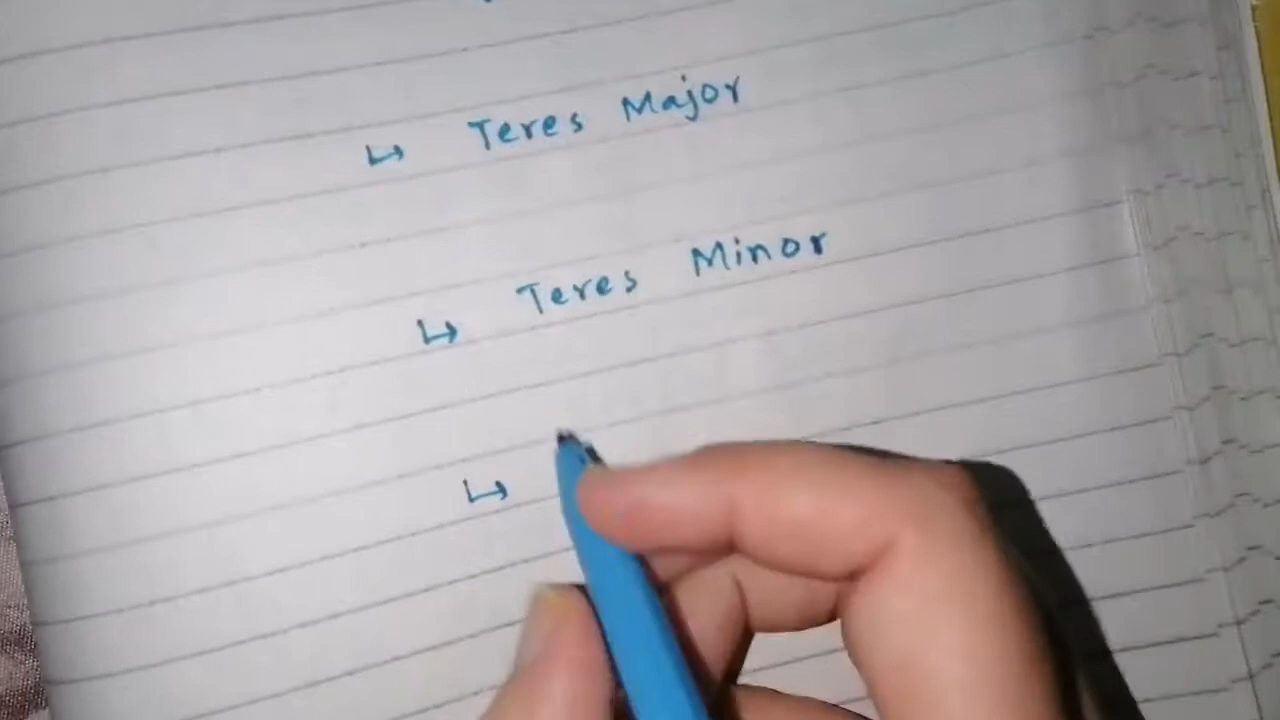 ↳ Teres Major
↳ Teres Minor
↳